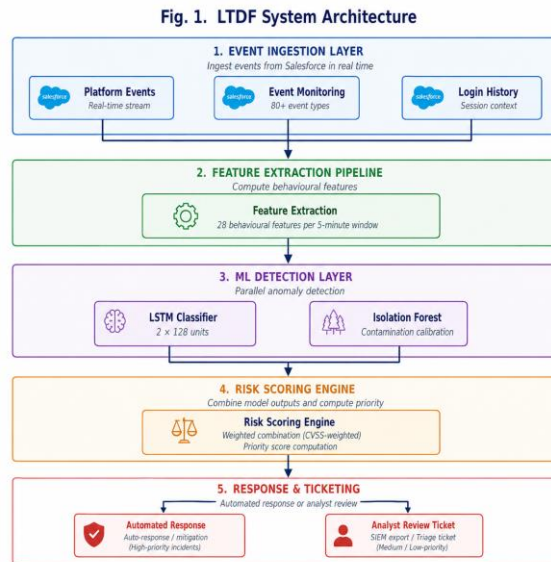 Fig. 1. LTDF System Architecture
1. EVENT INGESTION LAYER
Ingest events from Salesforce in real time
salesforce
Platform Events
Real-time stream
salesforce
Event Monitoring
80+ event types
salesforce
Login History
Session context
2. FEATURE EXTRACTION PIPELINE
Compute behavioural features
Feature Extraction
28 behavioural features per 5-minute window
3. ML DETECTION LAYER
Parallel anomaly detection
LSTM Classifier
2 × 128 units
Isolation Forest
Contamination calibration
4. RISK SCORING ENGINE
Combine model outputs and compute priority
Risk Scoring Engine
Weighted combination (CVSS-weighted)
Priority score computation
5. RESPONSE & TICKETING
Automated response or analyst review
Automated Response
Auto-response / mitigation
(High-priority incidents)
Analyst Review Ticket
SIEM export / Triage ticket
(Medium / Low-priority)